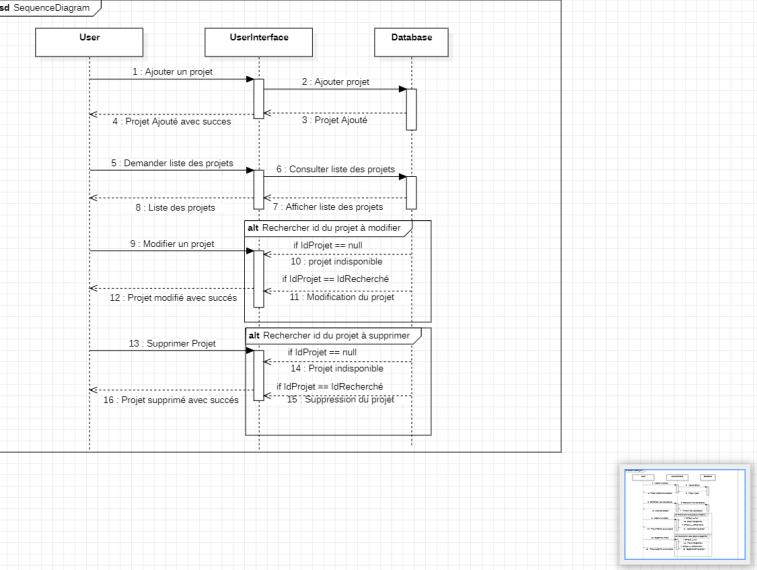 sd SequenceDiagram
User
UserInterface
Database
1 : Ajouter un projet
2 : Ajouter projet
3 : Projet Ajouté
4 : Projet Ajouté avec succes
5 : Demander liste des projets
6 : Consulter liste des projets
7 : Afficher liste des projets
8 : Liste des projets
alt Rechercher id du projet à modifier
9 : Modifier un projet
if IdProjet == null
10 : projet indisponible
if IdProjet == IdRecherché
11 : Modification du projet
12 : Projet modifié avec succés
alt Rechercher id du projet à supprimer
13 : Supprimer Projet
if IdProjet == null
14 : Projet indisponible
if IdProjet == IdRecherché
15 : Suppression du projet
16 : Projet supprimé avec succés